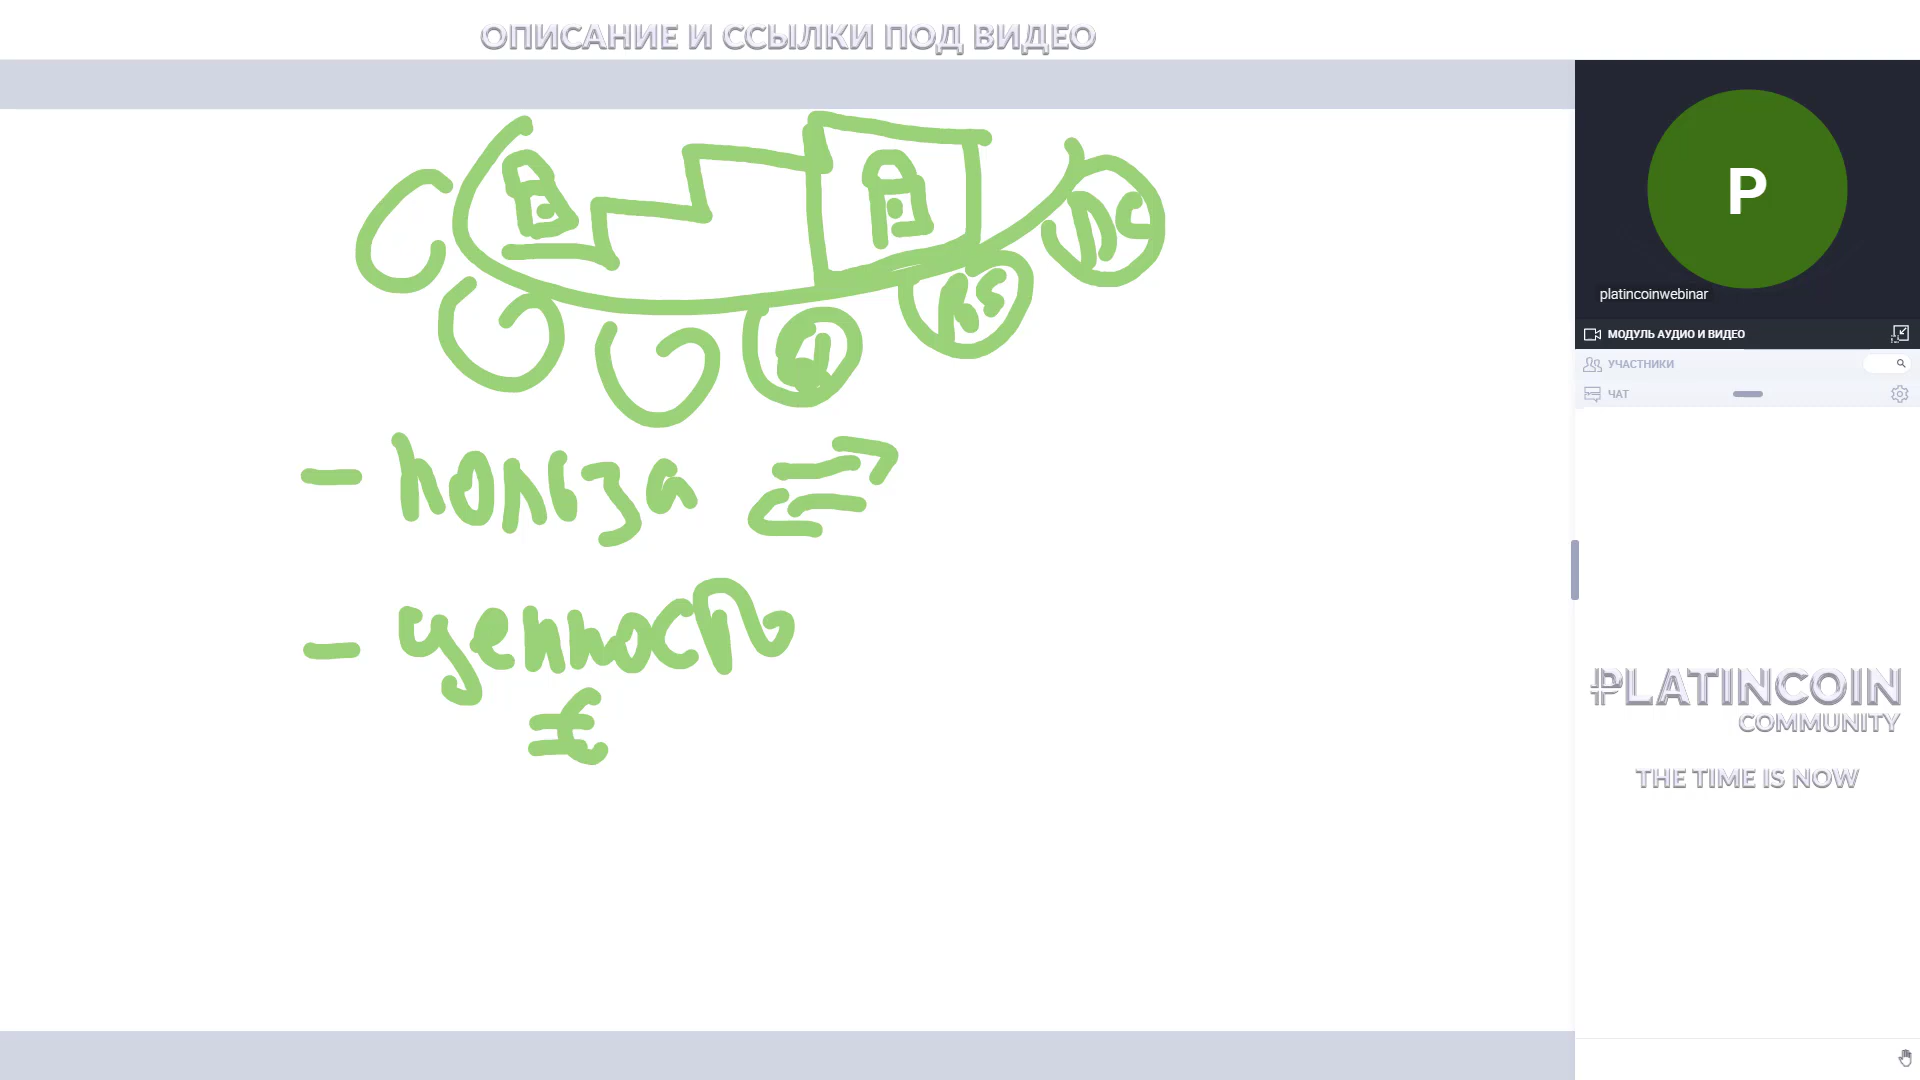 ОПИСАНИЕ И ССЫЛКИ ПОД ВИДЕО
P
platincoinwebinar
МОДУЛЬ АУДИО И ВИДЕО
УЧАСТНИКИ
ЧАТ
- польза
- ценность
PLATINCOIN
COMMUNITY
THE TIME IS NOW